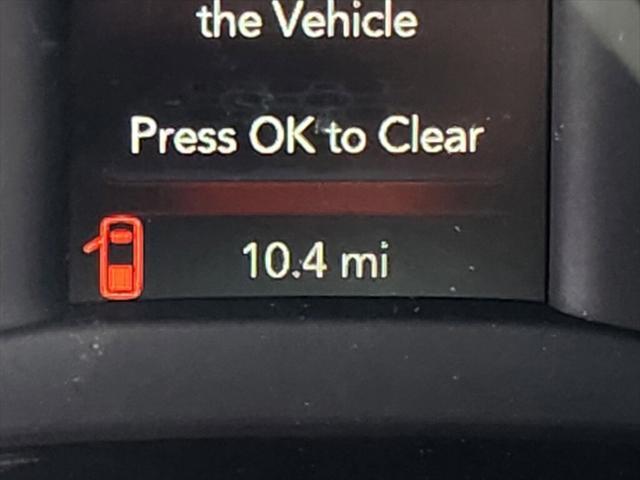 the Vehicle
Press OK to Clear
10.4 mi